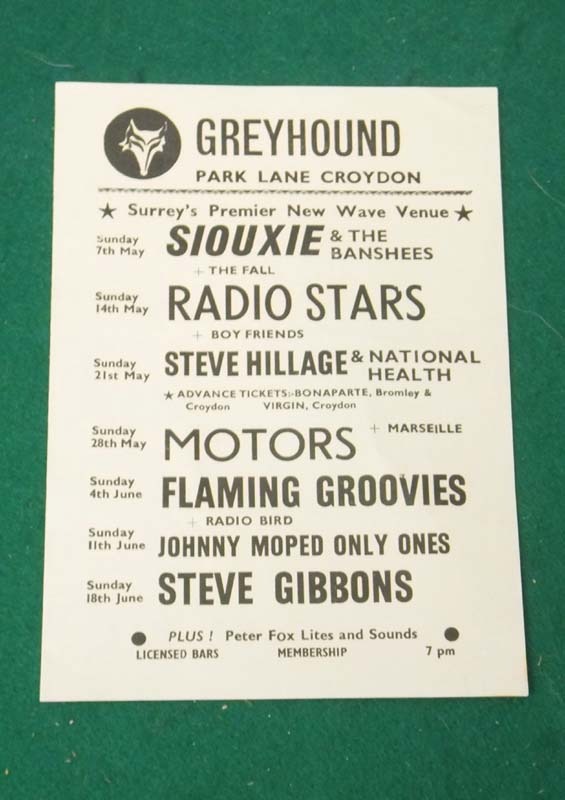 GREYHOUND
PARK LANE CROYDON
★ Surrey's Premier New Wave Venue ★
Sunday 7th May SIOUXIE & THE BANSHEES
+ THE FALL
Sunday 14th May RADIO STARS
+ BOY FRIENDS
Sunday 21st May STEVE HILLAGE & NATIONAL HEALTH
★ ADVANCE TICKETS:-BONAPARTE, Bromley &
Croydon VIRGIN, Croydon
Sunday 28th May MOTORS + MARSEILLE
Sunday 4th June FLAMING GROOVIES
+ RADIO BIRD
Sunday 11th June JOHNNY MOPED ONLY ONES
Sunday 18th June STEVE GIBBONS
● PLUS ! Peter Fox Lites and Sounds ●
LICENSED BARS MEMBERSHIP 7 pm